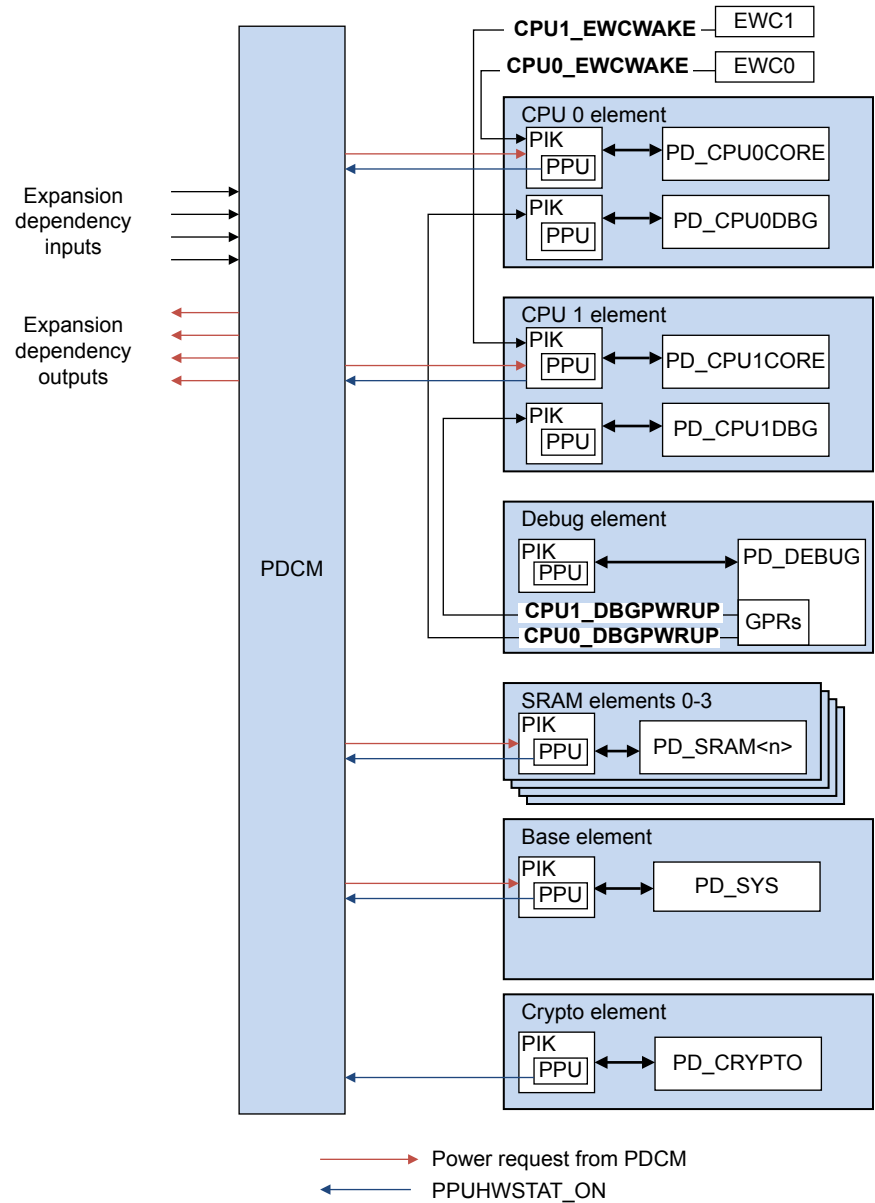 CPU1_EWCWAKE
EWC1
CPU0_EWCWAKE
EWC0
CPU 0 element
PIK
PPU
PD_CPU0CORE
PIK
PPU
PD_CPU0DBG
Expansion
dependency
inputs
Expansion
dependency
outputs
CPU 1 element
PIK
PPU
PD_CPU1CORE
PIK
PPU
PD_CPU1DBG
PDCM
Debug element
PIK
PPU
PD_DEBUG
CPU1_DBGPWRUP
CPU0_DBGPWRUP
GPRs
SRAM elements 0-3
PIK
PPU
PD_SRAM<n>
Base element
PIK
PPU
PD_SYS
Crypto element
PIK
PPU
PD_CRYPTO
Power request from PDCM
PPUHWSTAT_ON